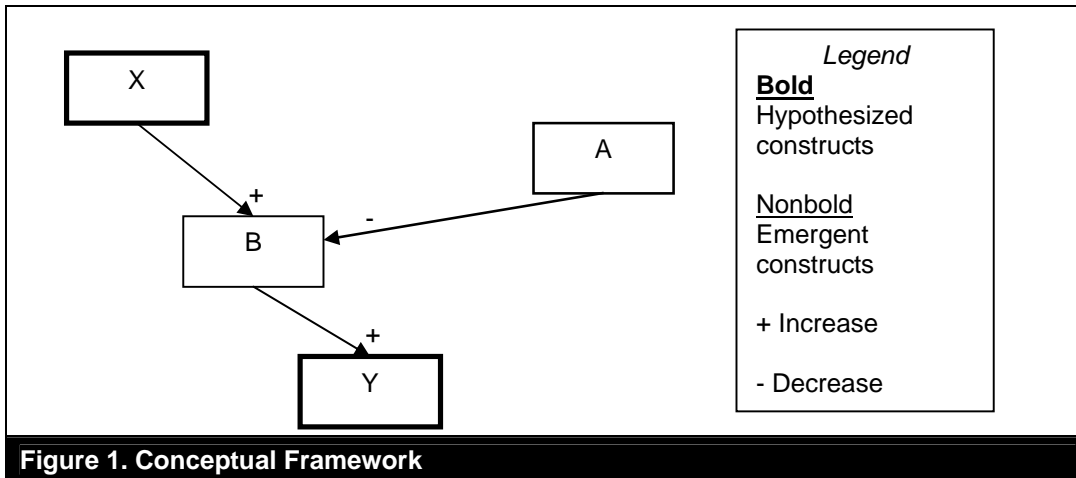 X
A
+
-
B
+
Y
Legend
Bold
Hypothesized
constructs
Nonbold
Emergent
constructs
+ Increase
- Decrease
Figure 1. Conceptual Framework